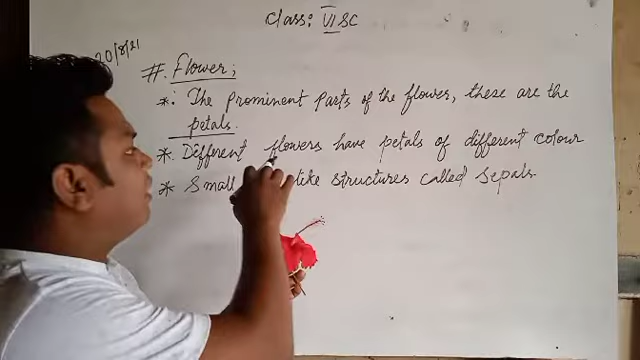 Class: VI SC
20/8/21
#. Flower;
*: The prominent parts of the flower, these are the
petals.
*. Different flowers have petals of different colour
* Small like structures called sepals.